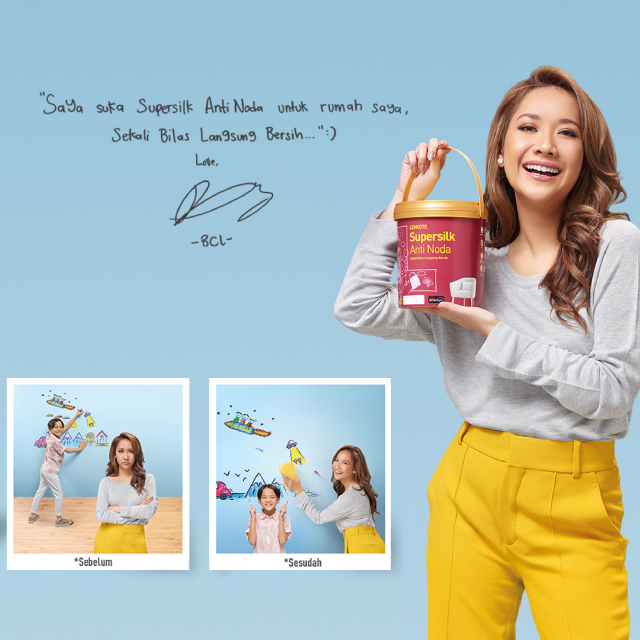 "Saya suka Supersilk Anti Noda untuk rumah saya,
Sekali Bilas Langsung Bersih...":)
Love,
-BCL-
LENKOTE
Supersilk
Anti Noda
*Sebelum
*Sesudah